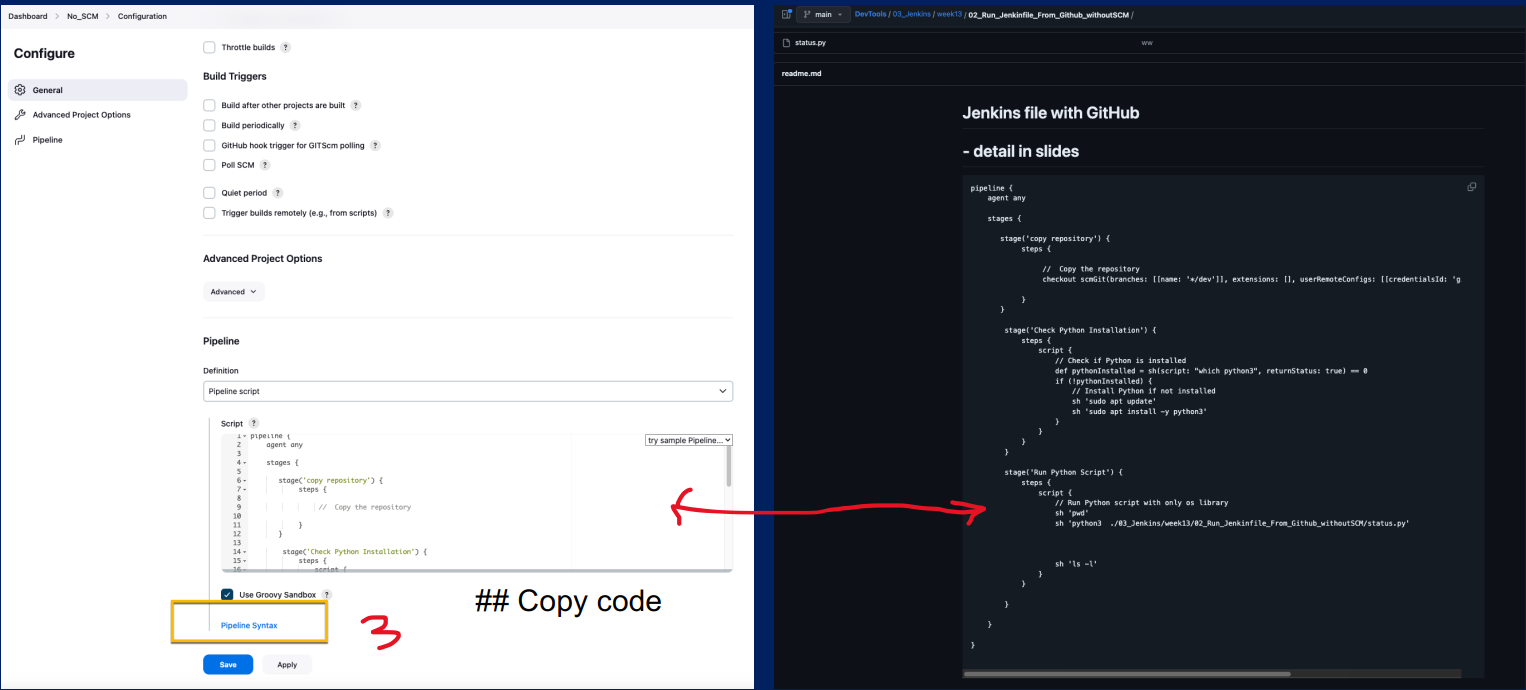 Dashboard > No_SCM > Configuration
Configure
General
Advanced Project Options
Pipeline
Throttle builds ?
Build Triggers
Build after other projects are built ?
Build periodically ?
GitHub hook trigger for GITScm polling ?
Poll SCM ?
Quiet period ?
Trigger builds remotely (e.g., from scripts) ?
Advanced Project Options
Advanced
Pipeline
Definition
Pipeline script
Script ?
try sample Pipeline...
1 pipeline {
2 agent any
3
4 stages {
5
6 stage('copy repository') {
7 steps {
8
9 // Copy the repository
10
11 }
12 }
13
14 stage('Check Python Installation') {
15 steps {
16 script {
Use Groovy Sandbox ?
Pipeline Syntax
Save
Apply
## Copy code
3
main
DevTools / 03_Jenkins / week13 / 02_Run_Jenkinfile_From_Github_withoutSCM /
status.py
ww
readme.md
Jenkins file with GitHub
- detail in slides
pipeline {
agent any
stages {
stage('copy repository') {
steps {
// Copy the repository
checkout scmGit(branches: [[name: '*/dev']], extensions: [], userRemoteConfigs: [[credentialsId: 'g
}
}
stage('Check Python Installation') {
steps {
script {
// Check if Python is installed
def pythonInstalled = sh(script: "which python3", returnStatus: true) == 0
if (!pythonInstalled) {
// Install Python if not installed
sh 'sudo apt update'
sh 'sudo apt install -y python3'
}
}
}
}
stage('Run Python Script') {
steps {
script {
// Run Python script with only os library
sh 'pwd'
sh 'python3 ./03_Jenkins/week13/02_Run_Jenkinfile_From_Github_withoutSCM/status.py'
sh 'ls -l'
}
}
}
}
}